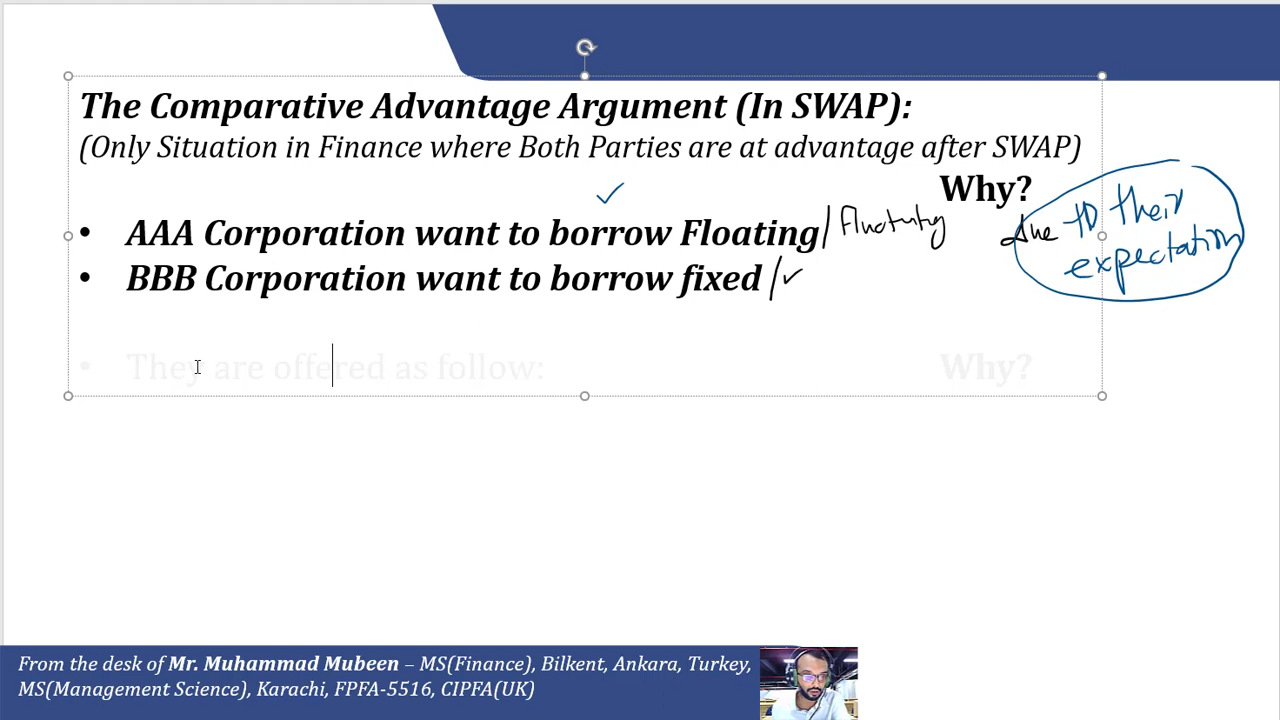 The Comparative Advantage Argument (In SWAP):
(Only Situation in Finance where Both Parties are at advantage after SWAP)
Why?
• AAA Corporation want to borrow Floating / Fluctuting
due to their
expectation
• BBB Corporation want to borrow fixed / ✓
• They are offered as follow: Why?
From the desk of Mr. Muhammad Mubeen – MS(Finance), Bilkent, Ankara, Turkey,
MS(Management Science), Karachi, FPFA-5516, CIPFA(UK)